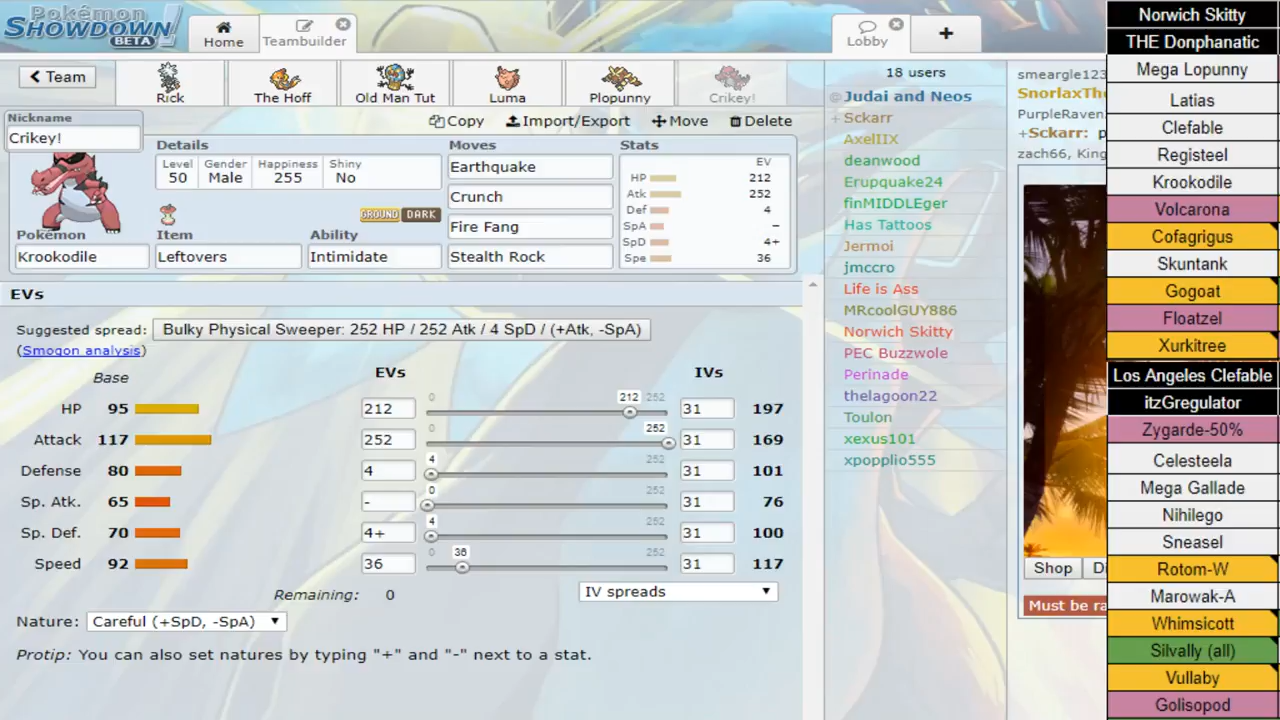 Pokémon
SHOWDOWN!
BETA
Home
Teambuilder
Lobby
+
Team
Rick
The Hoff
Old Man Tut
Luma
Plopunny
Crikey!
Copy
Import/Export
Move
Delete
Nickname
Crikey!
Details
Level
50
Gender
Male
Happiness
255
Shiny
No
GROUND DARK
Pokémon
Krookodile
Item
Leftovers
Ability
Intimidate
Moves
Earthquake
Crunch
Fire Fang
Stealth Rock
Stats
EV
HP 212
Atk 252
Def 4
SpA –
SpD 4+
Spe 36
EVs
Suggested spread: Bulky Physical Sweeper: 252 HP / 252 Atk / 4 SpD / (+Atk, -SpA)
(Smogon analysis)
Base EVs IVs
HP 95 212 0 212 252 31 197
Attack 117 252 0 252 31 169
Defense 80 4 4 252 31 101
Sp. Atk. 65 - 0 252 31 76
Sp. Def. 70 4+ 4 252 31 100
Speed 92 36 0 36 252 31 117
Remaining: 0
IV spreads
Nature: Careful (+SpD, -SpA)
Protip: You can also set natures by typing "+" and "-" next to a stat.
18 users
@Judai and Neos
+Sckarr
AxelIIX
deanwood
Erupquake24
finMIDDLEger
Has Tattoos
Jermoi
jmccro
Life is Ass
MRcoolGUY886
Norwich Skitty
PEC Buzzwole
Perinade
thelagoon22
Toulon
xexus101
xpopplio555
smeargle123
SnorlaxTh
PurpleRaven
+Sckarr: p
zach66, King
Shop
Must be ra
Norwich Skitty
THE Donphanatic
Mega Lopunny
Latias
Clefable
Registeel
Krookodile
Volcarona
Cofagrigus
Skuntank
Gogoat
Floatzel
Xurkitree
Los Angeles Clefable
itzGregulator
Zygarde-50%
Celesteela
Mega Gallade
Nihilego
Sneasel
Rotom-W
Marowak-A
Whimsicott
Silvally (all)
Vullaby
Golisopod